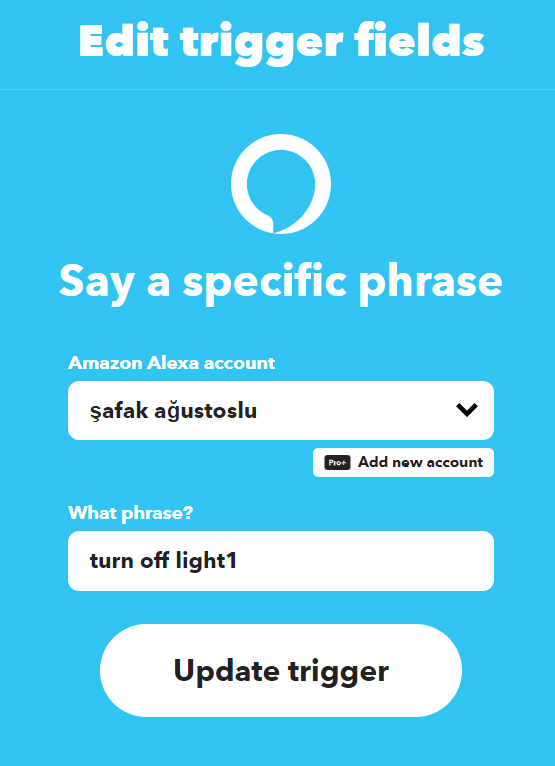 Edit trigger fields
Say a specific phrase
Amazon Alexa account
şafak ağustoslu
Pro+ Add new account
What phrase?
turn off light1
Update trigger